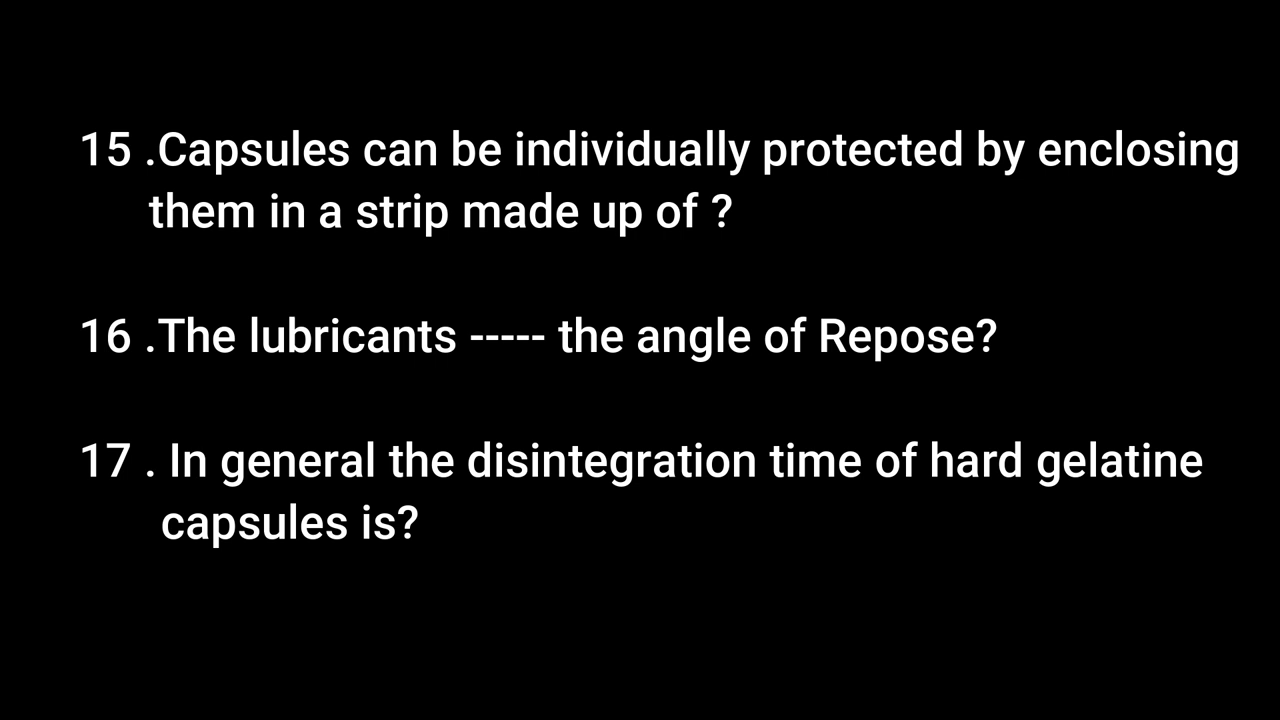 15 .Capsules can be individually protected by enclosing
them in a strip made up of ?
16 .The lubricants ----- the angle of Repose?
17 . In general the disintegration time of hard gelatine
capsules is?